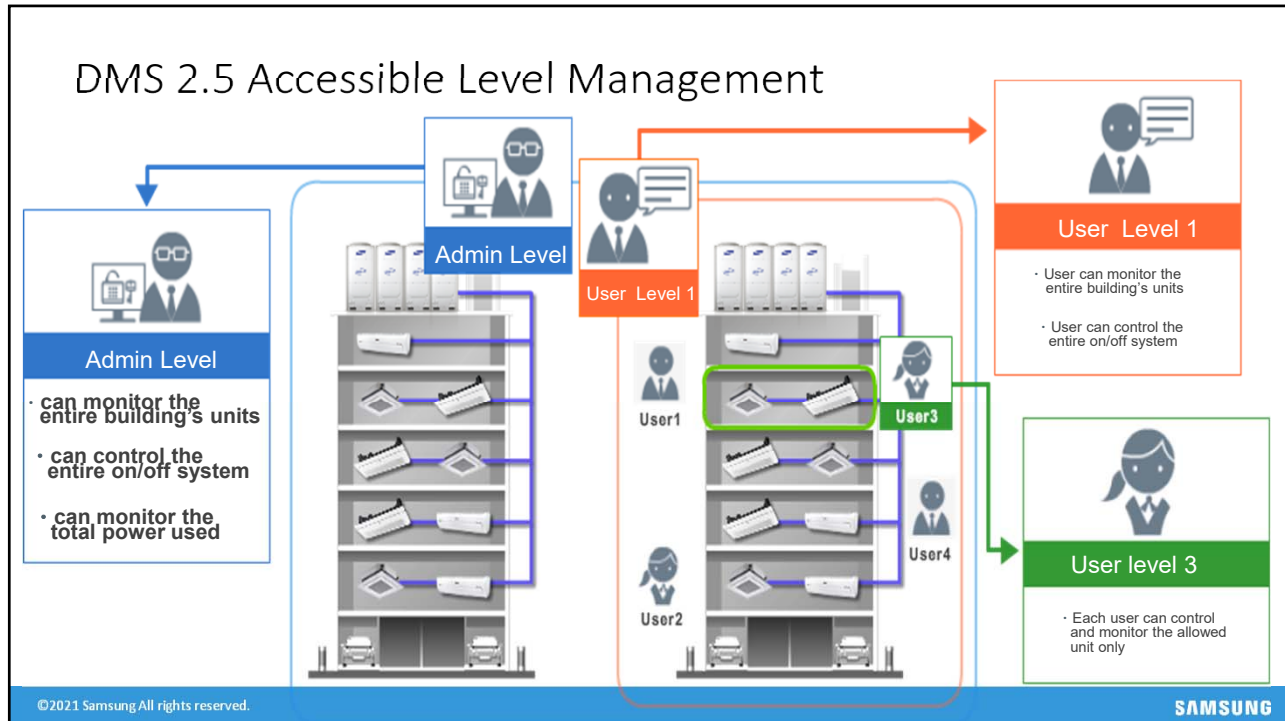 DMS 2.5 Accessible Level Management
Admin Level
· can monitor the
entire building's units
· can control the
entire on/off system
· can monitor the
total power used
Admin Level
User Level 1
User1
User2
User3
User4
User Level 1
· User can monitor the
entire building's units
· User can control the
entire on/off system
User level 3
· Each user can control
and monitor the allowed
unit only
©2021 Samsung All rights reserved.
SAMSUNG